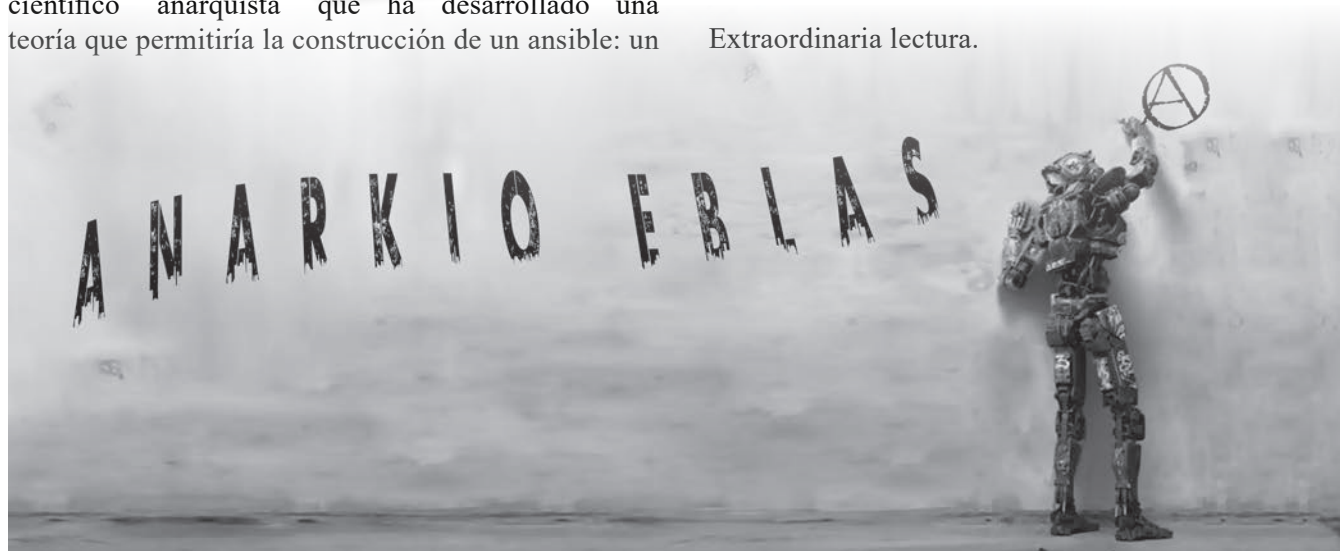 científico anarquista que ha desarrollado una
teoría que permitiría la construcción de un ansible: un
Extraordinaria lectura.
ANARKIO EBLAS
A